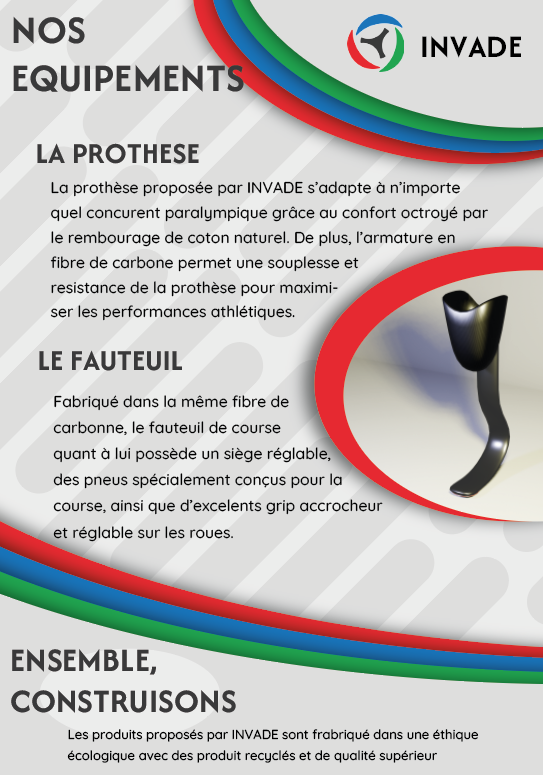 NOS
EQUIPEMENTS
INVADE
LA PROTHESE
La prothèse proposée par INVADE s'adapte à n'importe
quel concurent paralympique grâce au confort octroyé par
le rembourage de coton naturel. De plus, l'armature en
fibre de carbone permet une souplesse et
resistance de la prothèse pour maximi-
ser les performances athlétiques.
LE FAUTEUIL
Fabriqué dans la même fibre de
carbonne, le fauteuil de course
quant à lui possède un siège réglable,
des pneus spécialement conçus pour la
course, ainsi que d'excelents grip accrocheur
et réglable sur les roues.
ENSEMBLE,
CONSTRUISONS
Les produits proposés par INVADE sont frabriqué dans une éthique
écologique avec des produit recyclés et de qualité supérieur